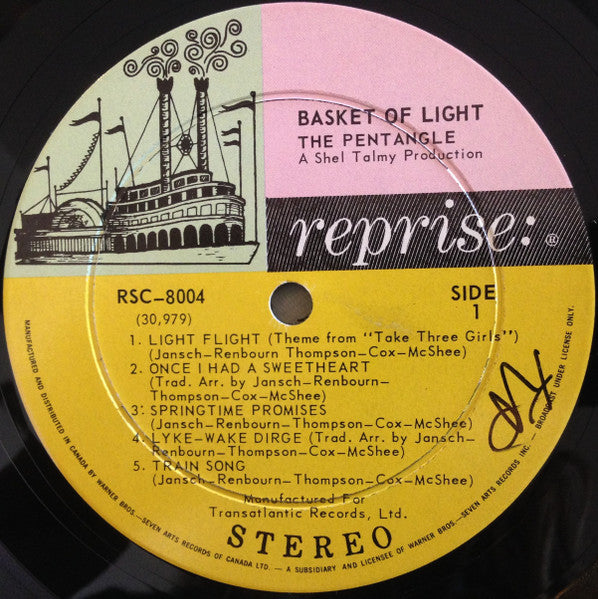 BASKET OF LIGHT
THE PENTANGLE
A Shel Talmy Production
reprise: ®
RSC-8004
(30,979)
SIDE
1
1. LIGHT FLIGHT (Theme from "Take Three Girls")
(Jansch-Renbourn Thompson-Cox-McShee)
2. ONCE I HAD A SWEETHEART
(Trad. Arr. by Jansch-Renbourn-
Thompson-Cox-McShee)
3. SPRINGTIME PROMISES
(Jansch-Renbourn-Thompson-Cox-McShee)
4. LYKE-WAKE DIRGE (Trad. Arr. by Jansch-
Renbourn-Thompson-Cox-McShee)
5. TRAIN SONG
(Jansch-Renbourn-Thompson-Cox-McShee)
Manufactured For
Transatlantic Records, Ltd.
STEREO
MANUFACTURED AND DISTRIBUTED IN CANADA BY WARNER BROS.-SEVEN ARTS RECORDS OF CANADA LTD. - A SUBSIDIARY AND LICENSEE OF WARNER BROS.-SEVEN ARTS RECORDS INC. - BROADCAST UNDER LICENSE ONLY.